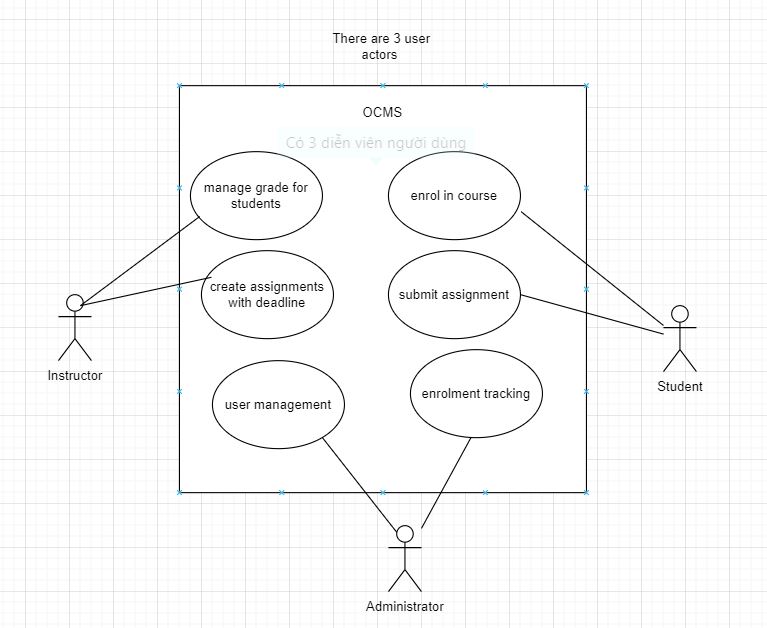 There are 3 user
actors
OCMS
Có 3 diễn viên người dùng
manage grade for
students
enrol in course
create assignments
with deadline
submit assignment
Instructor
Student
user management
enrolment tracking
Administrator